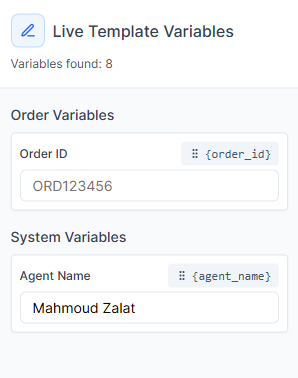 Live Template Variables
Variables found: 8
Order Variables
Order ID
{order_id}
ORD123456
System Variables
Agent Name
{agent_name}
Mahmoud Zalat